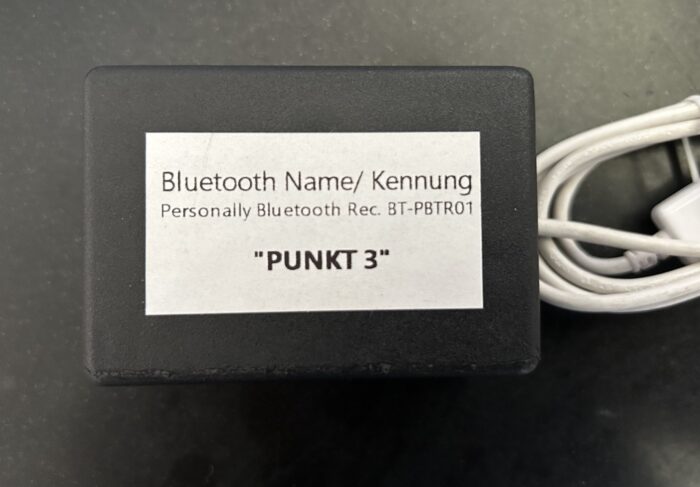 Bluetooth Name/ Kennung
Personally Bluetooth Rec. BT-PBTR01
"PUNKT 3"